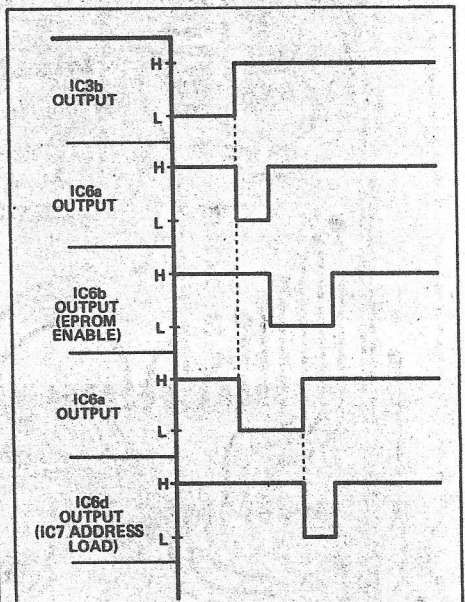 H
IC3b
OUTPUT
L
H
IC6a
OUTPUT
L
H
IC6b
OUTPUT
(EPROM
ENABLE)
L
H
IC6a
OUTPUT
L
H
IC6d
OUTPUT
(IC7 ADDRESS
LOAD)
L